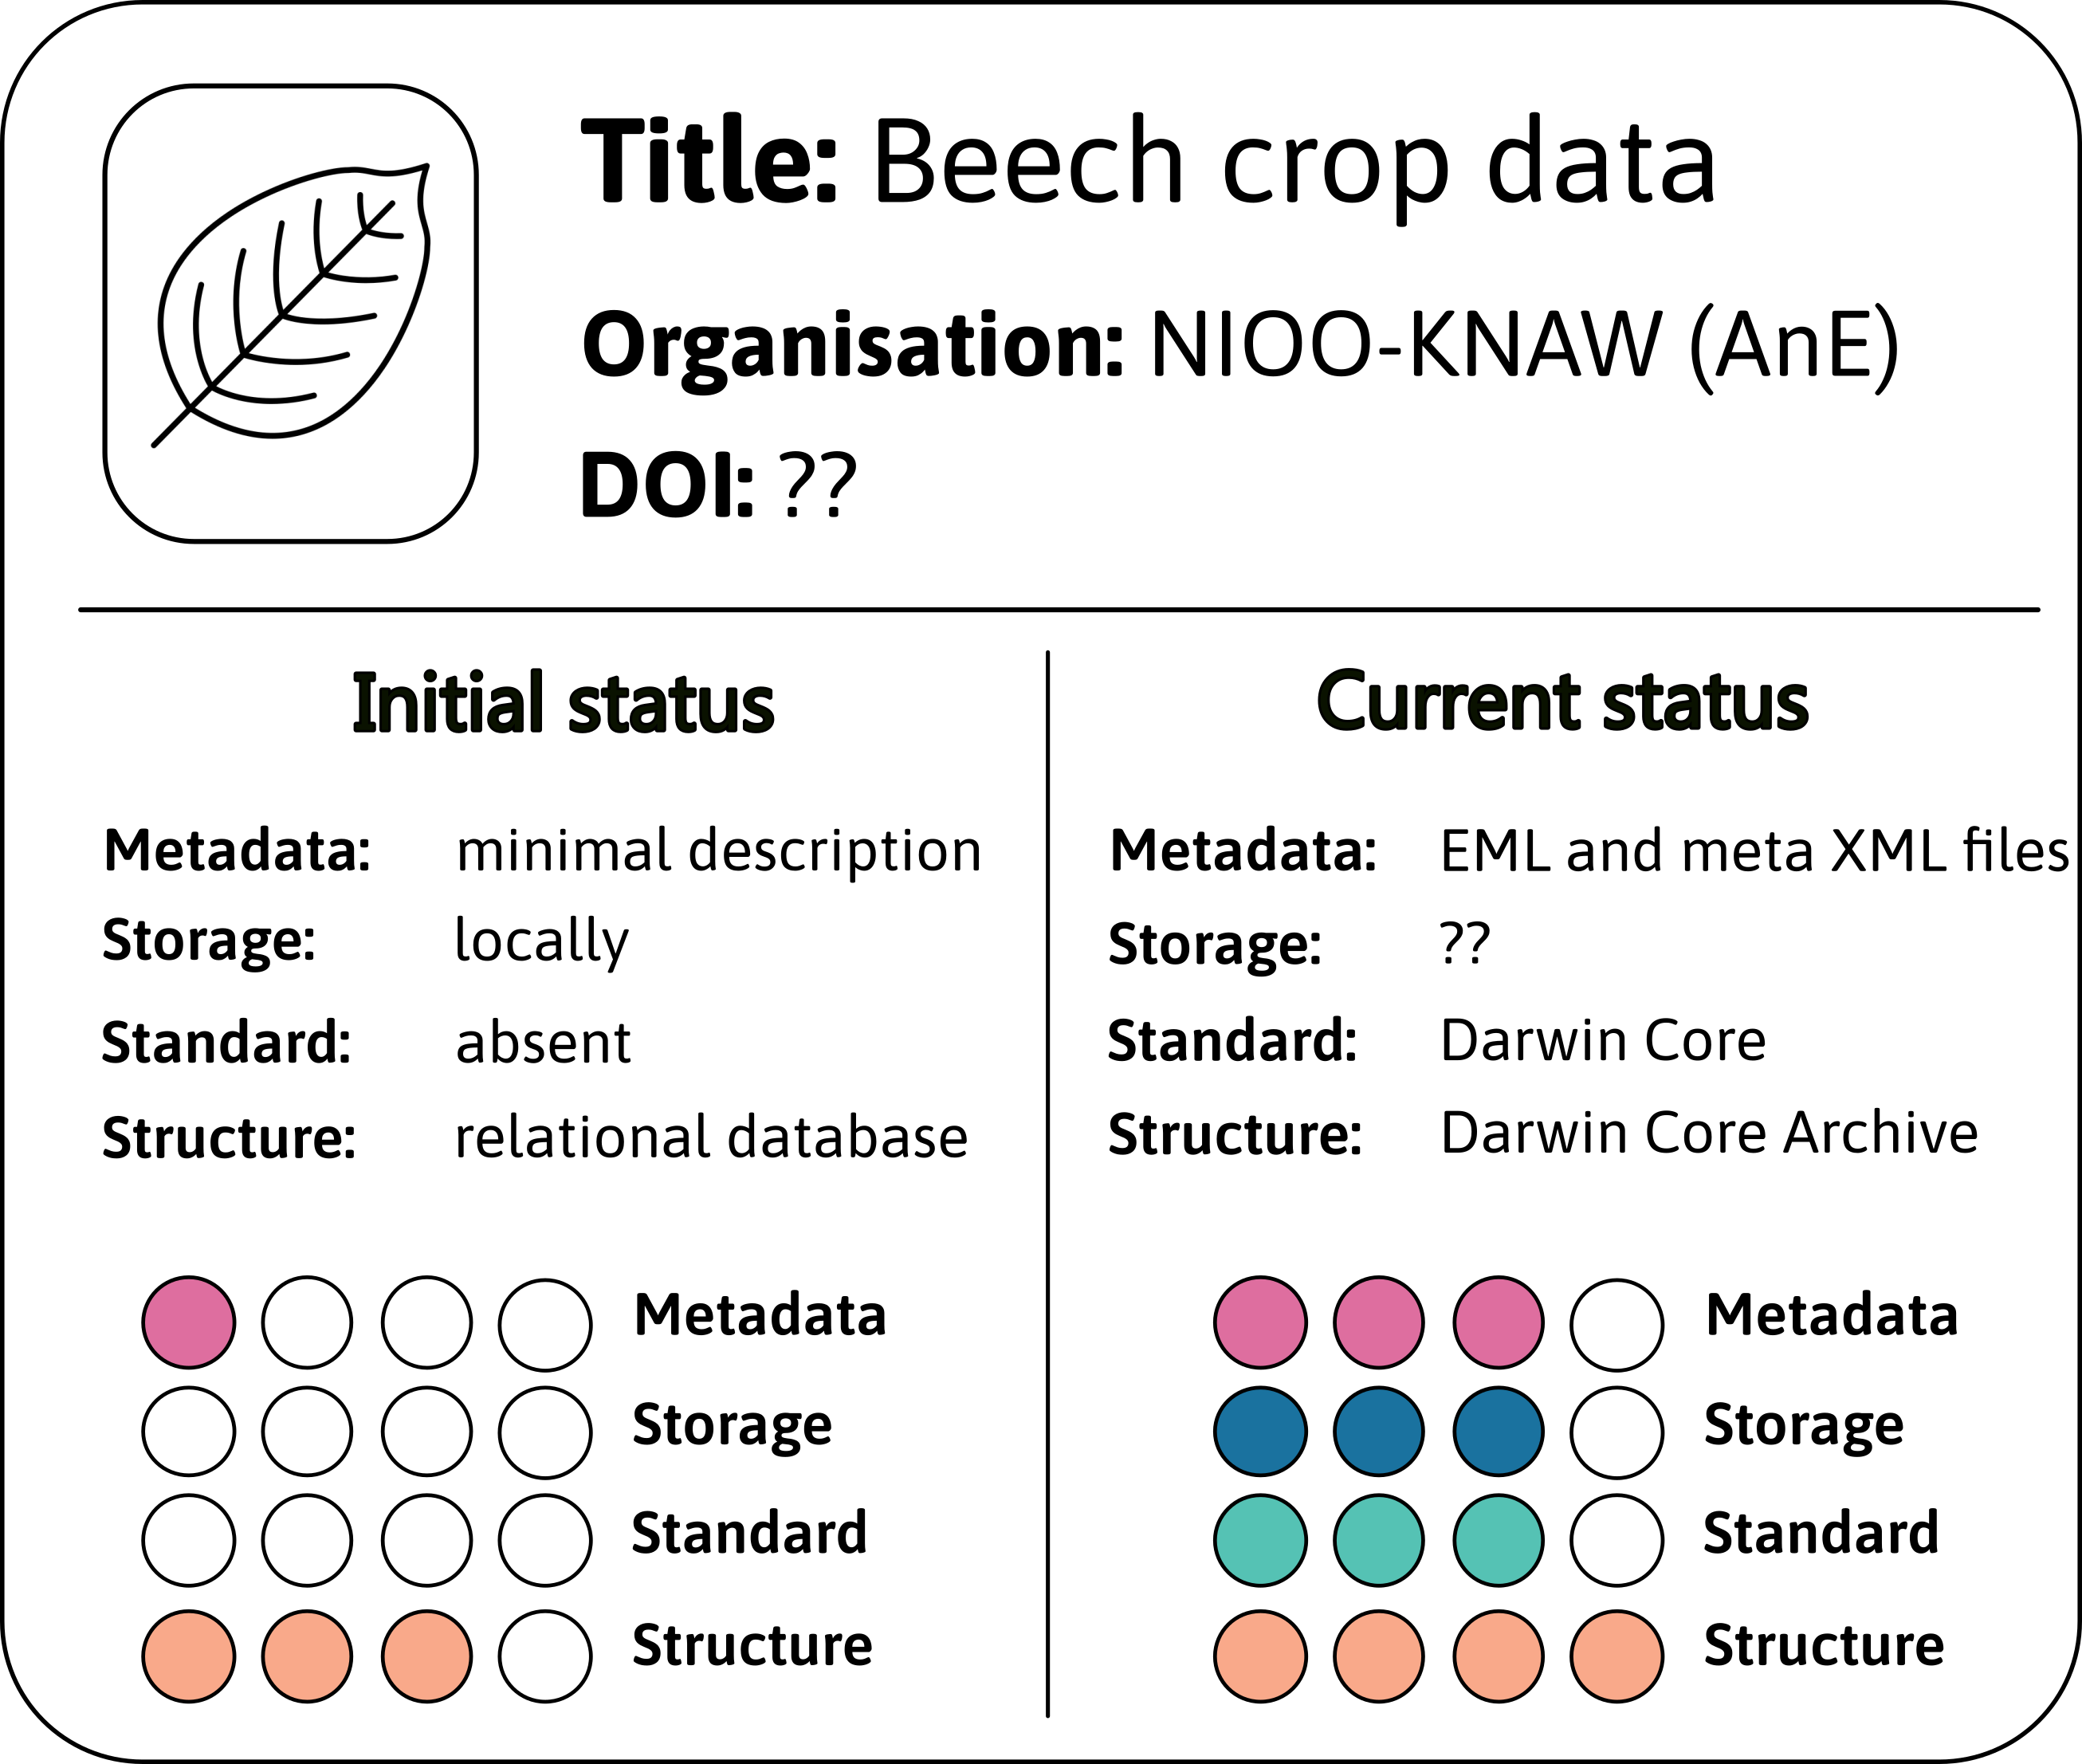 Title: Beech crop data
Organisation: NIOO-KNAW (AnE)
DOI: ??
Initial status
Metadata: minimal description
Storage: locally
Standard: absent
Structure: relational database
Metadata
Storage
Standard
Structure
Current status
Metadata: EML and meta XML files
Storage: ??
Standard: Darwin Core
Structure: Darwin Core Archive
Metadata
Storage
Standard
Structure